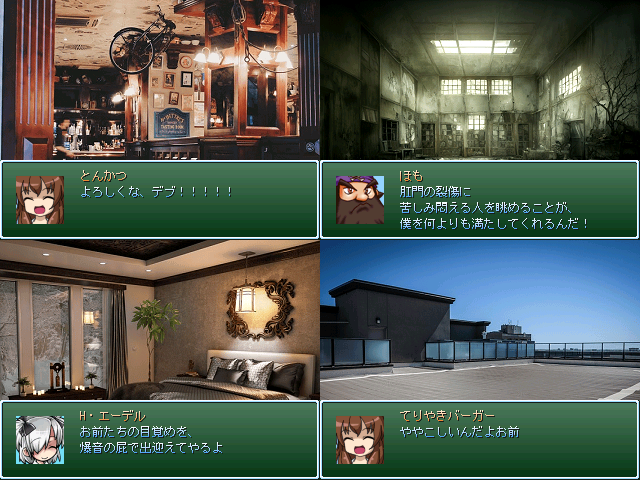 とんかつ
よろしくな、デブ！！！！！
ほも
肛門の裂傷に
苦しみ悶える人を眺めることが、
僕を何よりも満たしてくれるんだ！
H・エーデル
お前たちの目覚めを、
爆音の屁で出迎えてやるよ
てりやきバーガー
ややこしいんだよお前